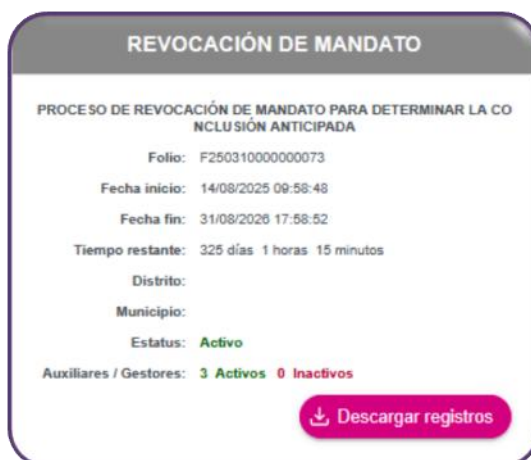 REVOCACIÓN DE MANDATO
PROCESO DE REVOCACIÓN DE MANDATO PARA DETERMINAR LA CO
NCLUSIÓN ANTICIPADA
Folio: F250310000000073
Fecha inicio: 14/08/2025 09:58:48
Fecha fin: 31/08/2026 17:58:52
Tiempo restante: 325 días 1 horas 15 minutos
Distrito:
Municipio:
Estatus: Activo
Auxiliares / Gestores: 3 Activos 0 Inactivos
Descargar registros